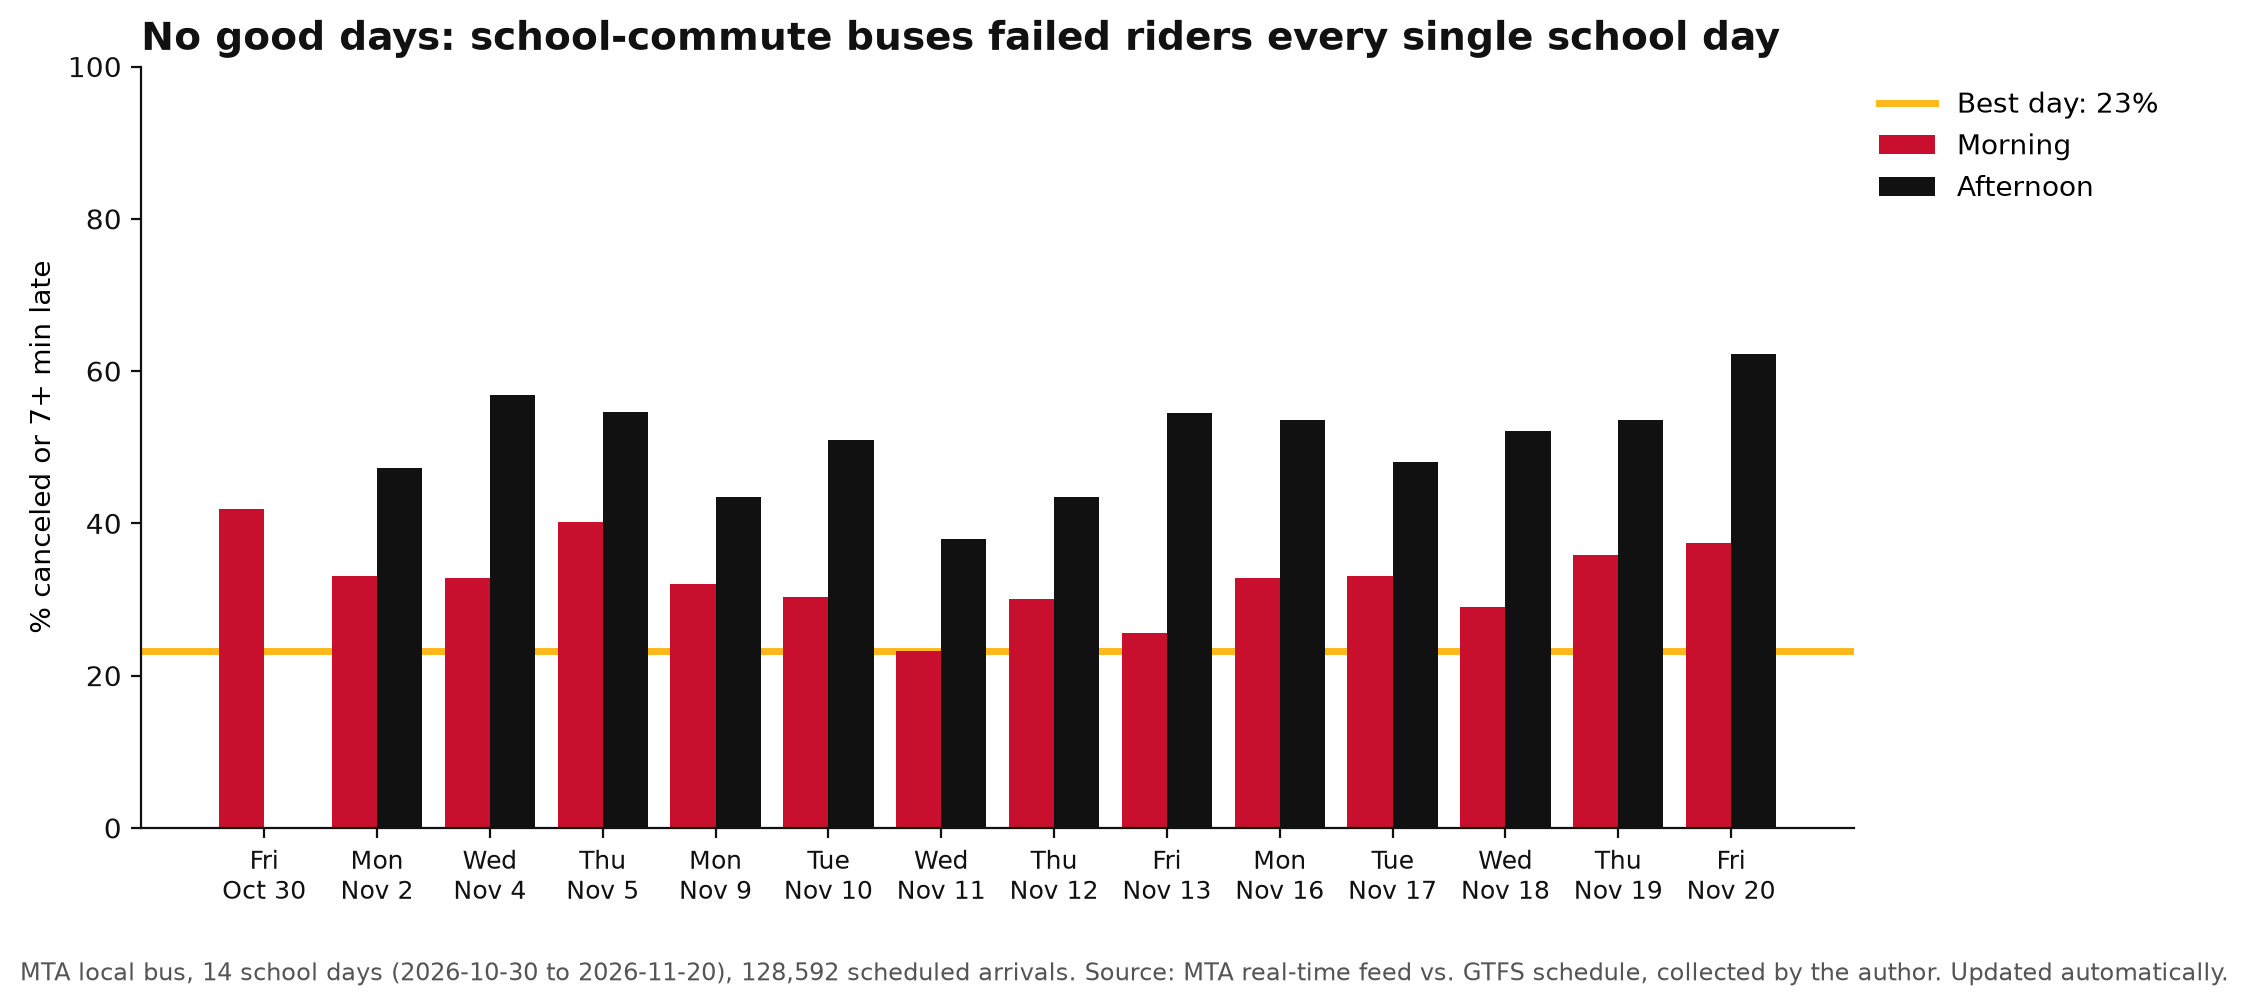 No good days: school-commute buses failed riders every single school day
% canceled or 7+ min late
100
80
60
40
20
0
Best day: 23%
Morning
Afternoon
Fri
Oct 30
Mon
Nov 2
Wed
Nov 4
Thu
Nov 5
Mon
Nov 9
Tue
Nov 10
Wed
Nov 11
Thu
Nov 12
Fri
Nov 13
Mon
Nov 16
Tue
Nov 17
Wed
Nov 18
Thu
Nov 19
Fri
Nov 20
MTA local bus, 14 school days (2026-10-30 to 2026-11-20), 128,592 scheduled arrivals. Source: MTA real-time feed vs. GTFS schedule, collected by the author. Updated automatically.